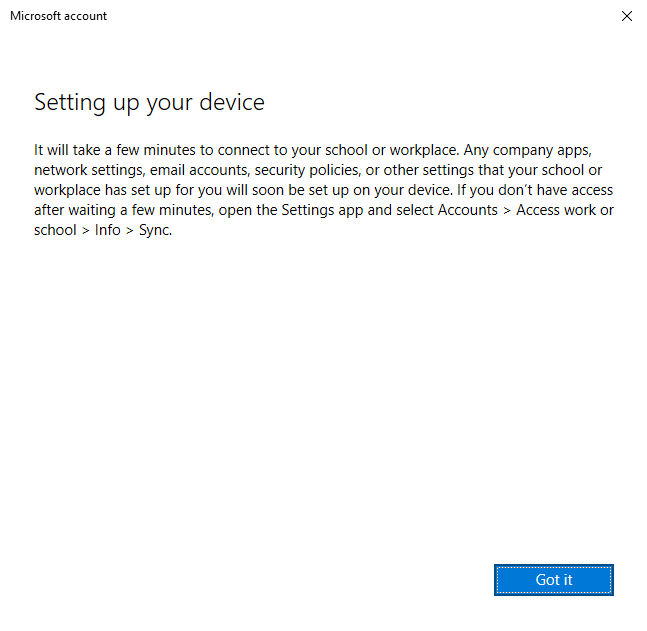 Microsoft account
Setting up your device
It will take a few minutes to connect to your school or workplace. Any company apps,
network settings, email accounts, security policies, or other settings that your school or
workplace has set up for you will soon be set up on your device. If you don’t have access
after waiting a few minutes, open the Settings app and select Accounts > Access work or
school > Info > Sync.
Got it